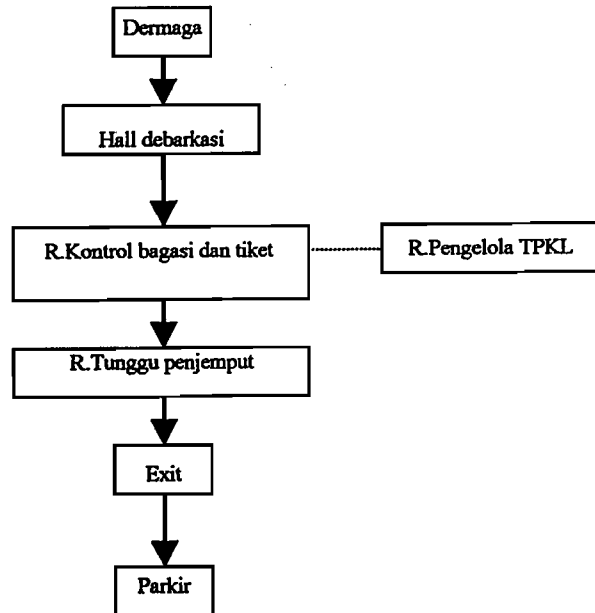 Dermaga
Hall debarkasi
R.Kontrol bagasi dan tiket
R.Pengelola TPKL
R.Tunggu penjemput
Exit
Parkir